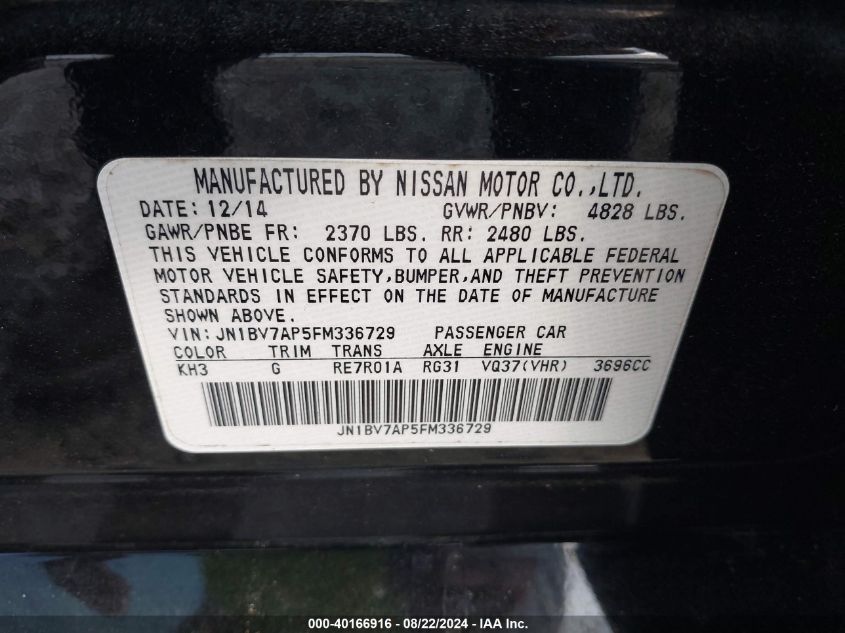 MANUFACTURED BY NISSAN MOTOR CO.,LTD.
DATE: 12/14 GVWR/PNBV: 4828 LBS.
GAWR/PNBE FR: 2370 LBS. RR: 2480 LBS.
THIS VEHICLE CONFORMS TO ALL APPLICABLE FEDERAL
MOTOR VEHICLE SAFETY,BUMPER,AND THEFT PREVENTION
STANDARDS IN EFFECT ON THE DATE OF MANUFACTURE
SHOWN ABOVE.
VIN:JN1BV7AP5FM336729 PASSENGER CAR
COLOR TRIM TRANS AXLE ENGINE
KH3 G RE7R01A RG31 VQ37(VHR) 3696CC
JN1BV7AP5FM336729
000-40166916 - 08/22/2024 - IAA Inc.